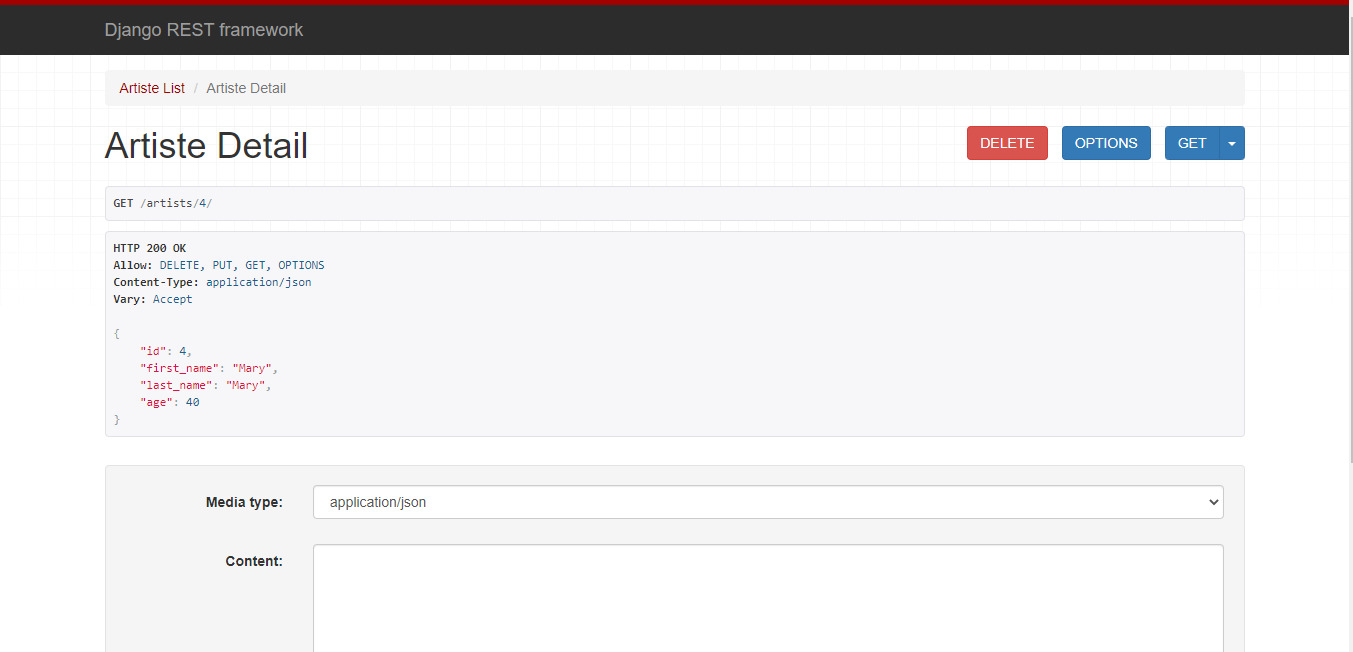 Django REST framework
Artiste List / Artiste Detail
Artiste Detail
DELETE
OPTIONS
GET
GET /artists/4/
HTTP 200 OK
Allow: DELETE, PUT, GET, OPTIONS
Content-Type: application/json
Vary: Accept
{
    "id": 4,
    "first_name": "Mary",
    "last_name": "Mary",
    "age": 40
}
Media type:
application/json
Content: